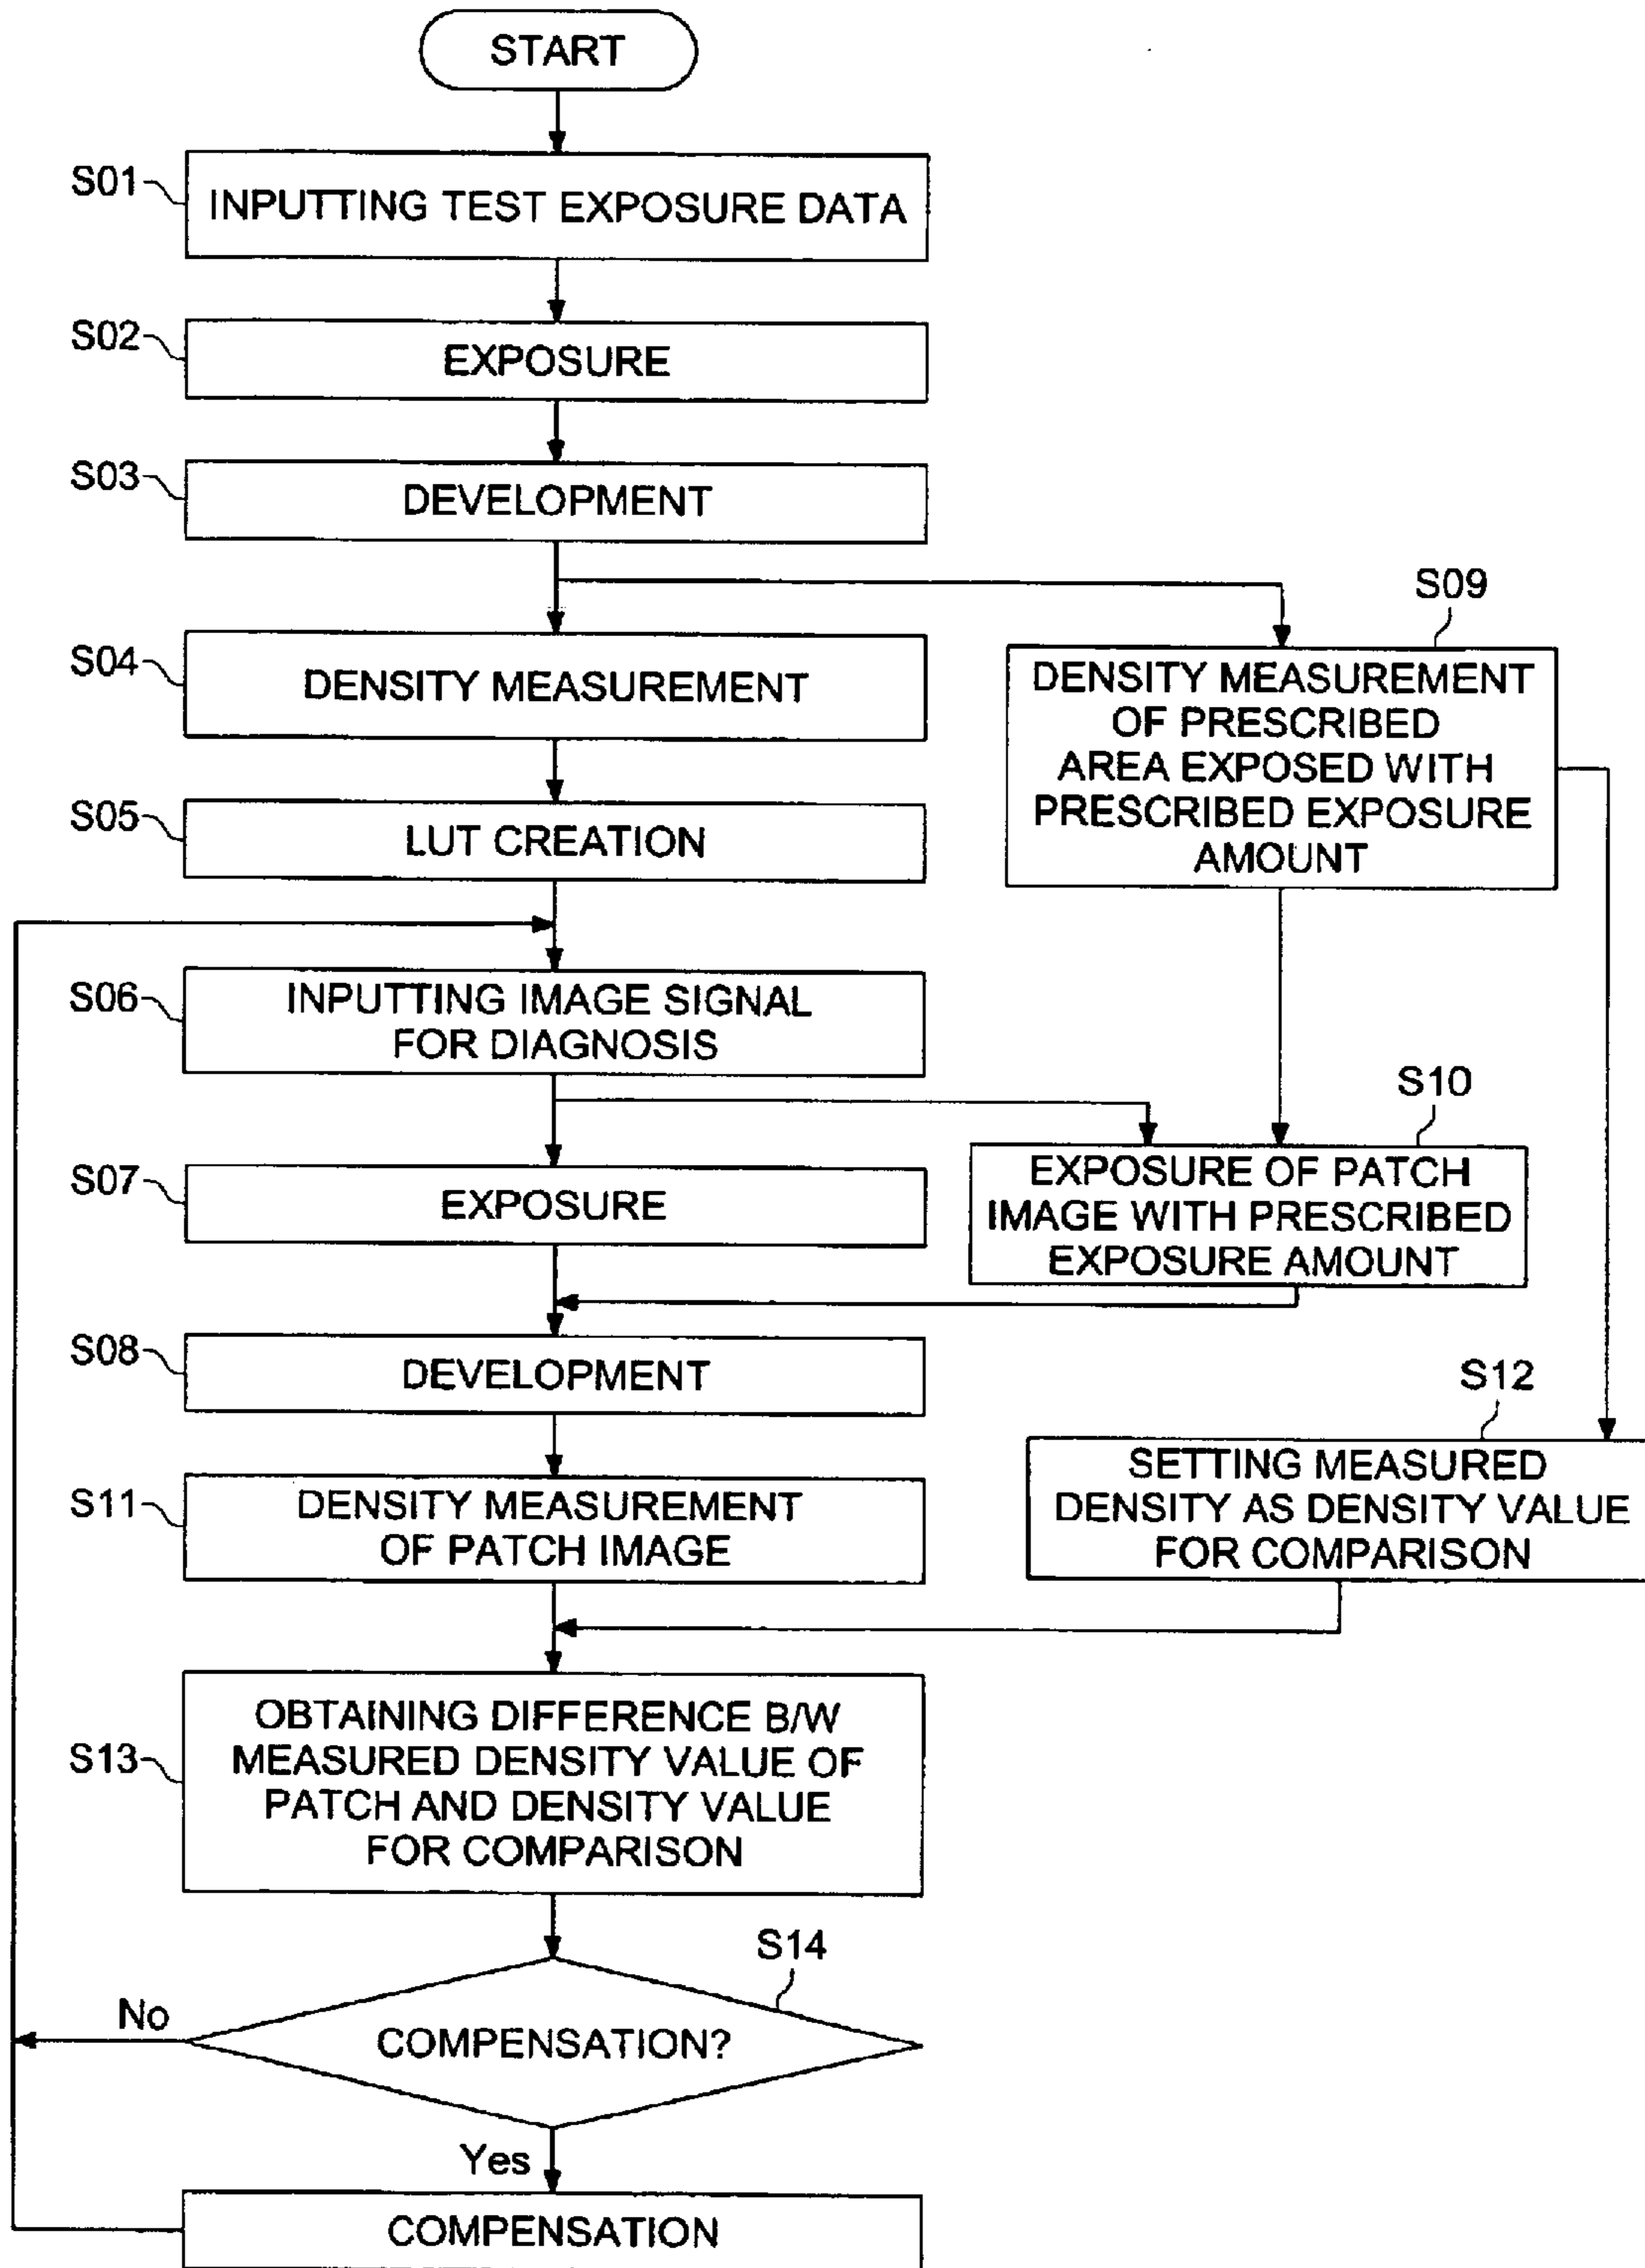 START
S01
INPUTTING TEST EXPOSURE DATA
S02
EXPOSURE
S03
DEVELOPMENT
S04
DENSITY MEASUREMENT
S09
DENSITY MEASUREMENT
OF PRESCRIBED
AREA EXPOSED WITH
PRESCRIBED EXPOSURE
AMOUNT
S05
LUT CREATION
S06
INPUTTING IMAGE SIGNAL
FOR DIAGNOSIS
S07
EXPOSURE
S10
EXPOSURE OF PATCH
IMAGE WITH PRESCRIBED
EXPOSURE AMOUNT
S08
DEVELOPMENT
S11
DENSITY MEASUREMENT
OF PATCH IMAGE
S12
SETTING MEASURED
DENSITY AS DENSITY VALUE
FOR COMPARISON
S13
OBTAINING DIFFERENCE B/W
MEASURED DENSITY VALUE OF
PATCH AND DENSITY VALUE
FOR COMPARISON
S14
COMPENSATION?
No
Yes
COMPENSATION